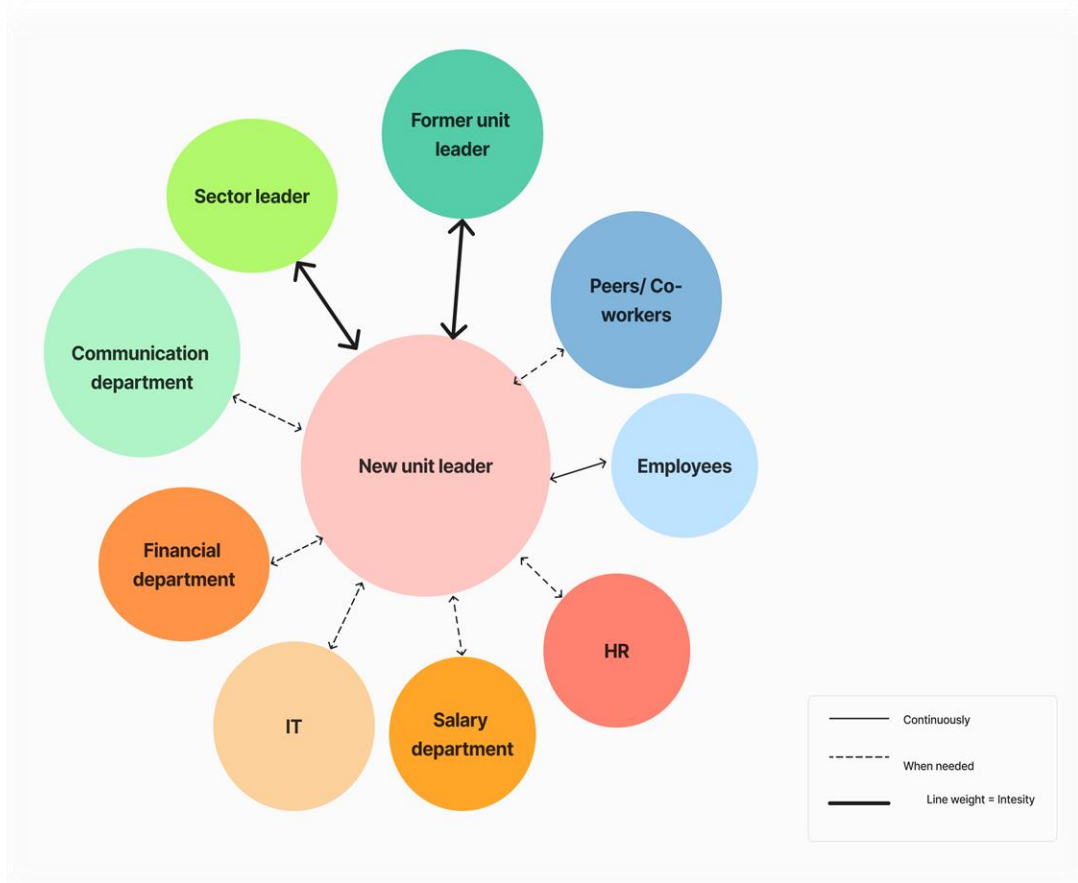 Former unit
leader
Sector leader
Peers/ Co-
workers
Communication
department
New unit leader
Employees
Financial
department
HR
IT
Salary
department
Continuously
When needed
Line weight = Intesity